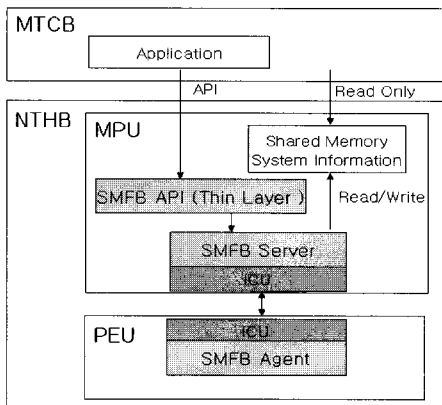 MTCB
Application
API
Read Only
NTHB
MPU
Shared Memory
System Information
SMFB API (Thin Layer )
Read/Write
SMFB Server
ICU
PEU
ICU
SMFB Agent